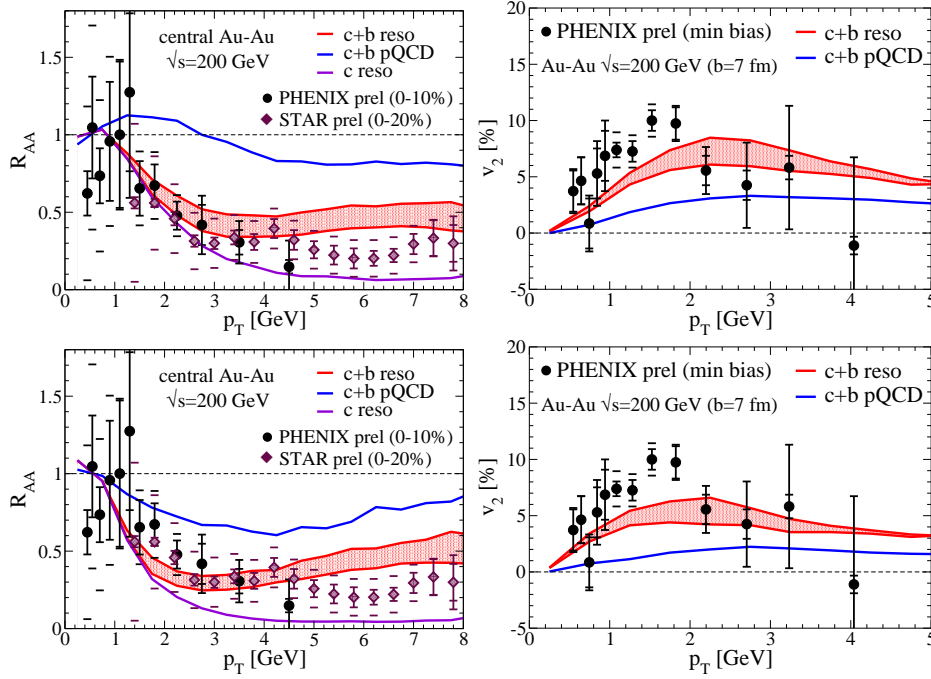 central Au-Au
√s=200 GeV
c+b reso
c+b pQCD
c reso
PHENIX prel (0-10%)
STAR prel (0-20%)
R_AA
1.5
1
0.5
0
0 1 2 3 4 5 6 7 8
p_T [GeV]
PHENIX prel (min bias)
c+b reso
Au-Au √s=200 GeV (b=7 fm)
c+b pQCD
v_2 [%]
20
15
10
5
0
-5
0 1 2 3 4 5
p_T [GeV]
central Au-Au
√s=200 GeV
c+b reso
c+b pQCD
c reso
PHENIX prel (0-10%)
STAR prel (0-20%)
R_AA
1.5
1
0.5
0
0 1 2 3 4 5 6 7 8
p_T [GeV]
PHENIX prel (min bias)
c+b reso
Au-Au √s=200 GeV (b=7 fm)
c+b pQCD
v_2 [%]
20
15
10
5
0
-5
0 1 2 3 4 5
p_T [GeV]